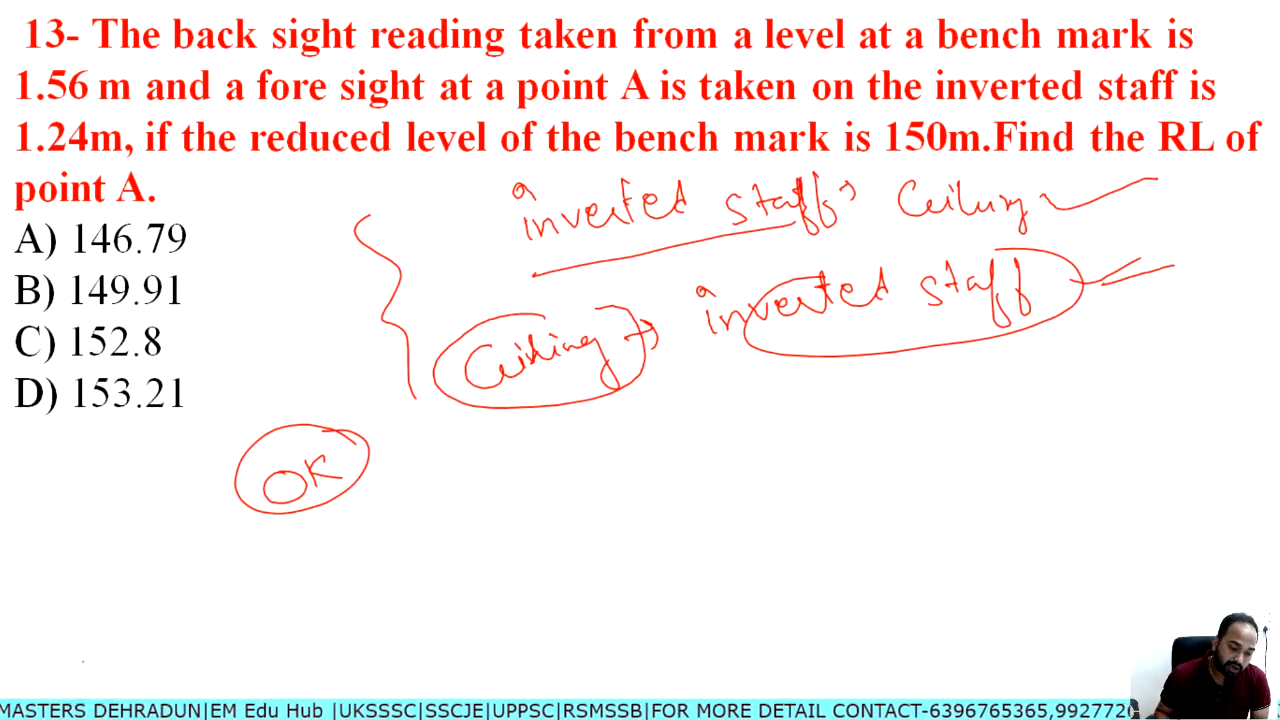 13- The back sight reading taken from a level at a bench mark is
1.56 m and a fore sight at a point A is taken on the inverted staff is
1.24m, if the reduced level of the bench mark is 150m.Find the RL of
point A.
inverted staff Ceiling
A) 146.79
B) 149.91
inverted staff
C) 152.8
Ceiling
D) 153.21
OK
MASTERS DEHRADUN|EM Edu Hub |UKSSSC|SSCJE|UPPSC|RSMSSB|FOR MORE DETAIL CONTACT-6396765365,992772